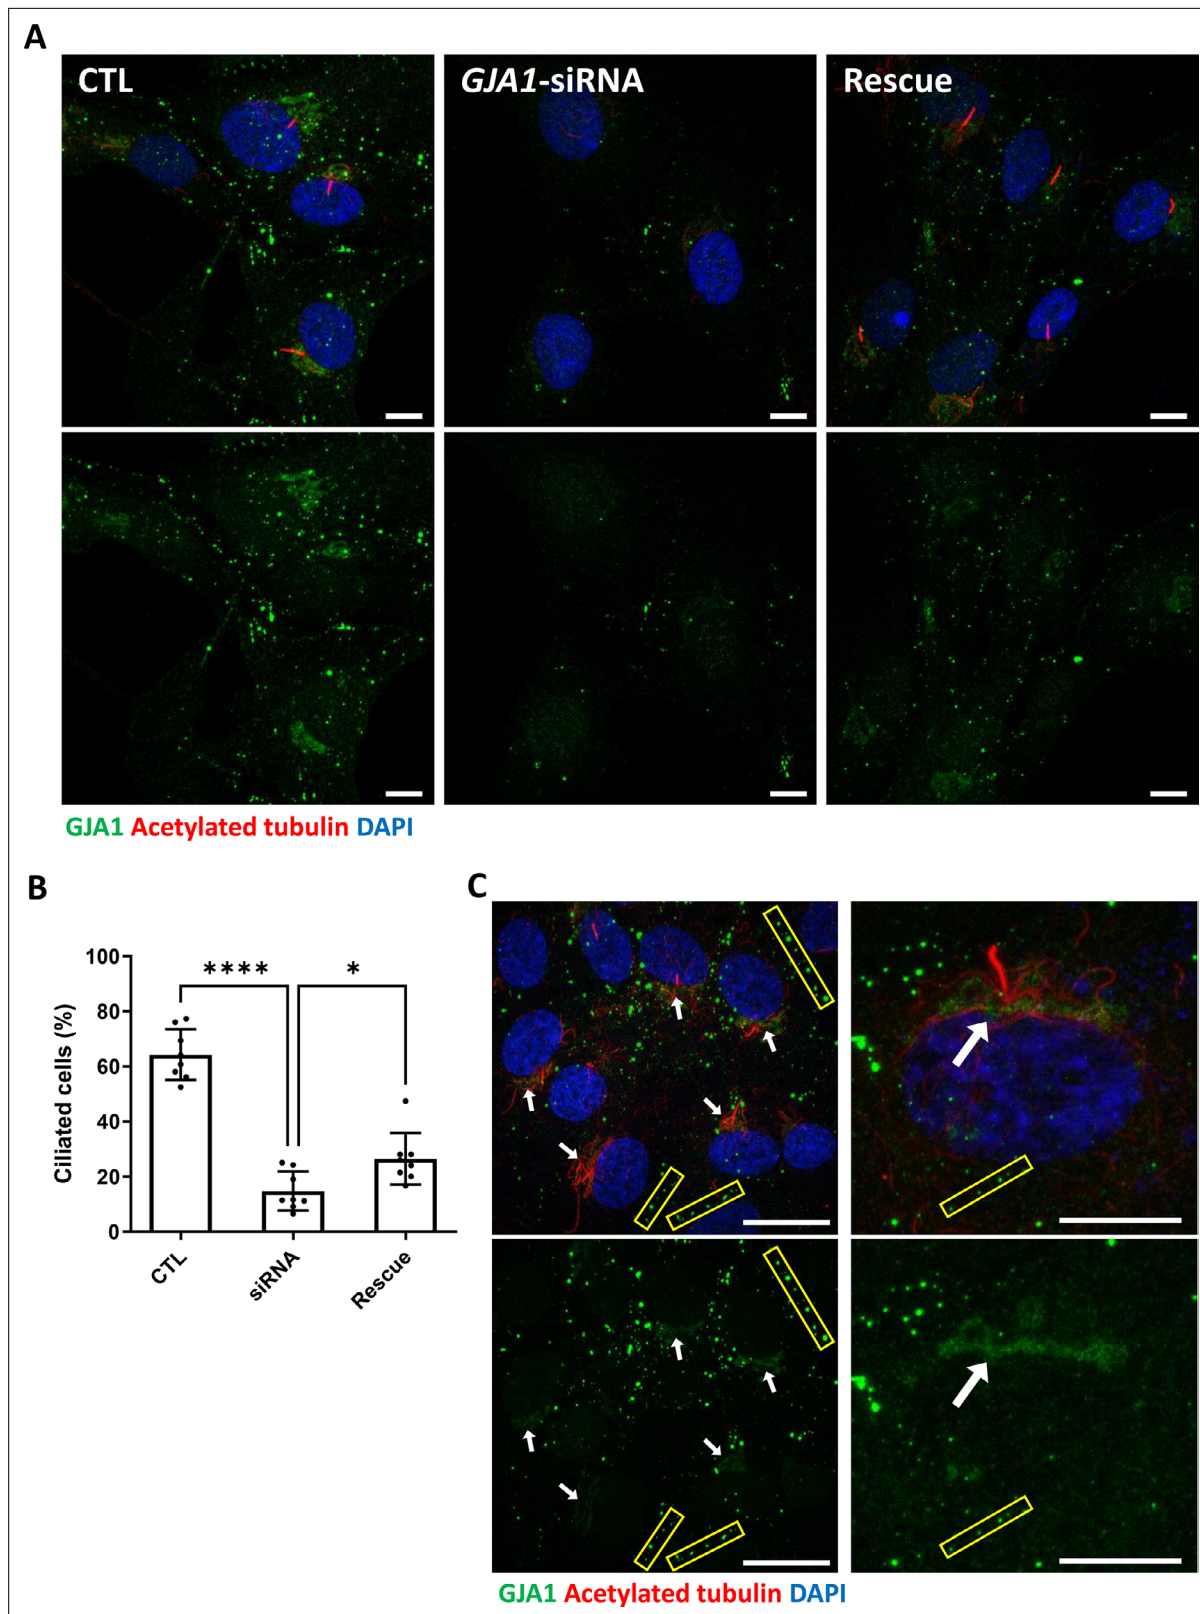 A
CTL
GJA1-siRNA
Rescue
GJA1 Acetylated tubulin DAPI
B
Ciliated cells (%)
100
80
60
40
20
0
****
*
CTL
siRNA
Rescue
C
GJA1 Acetylated tubulin DAPI